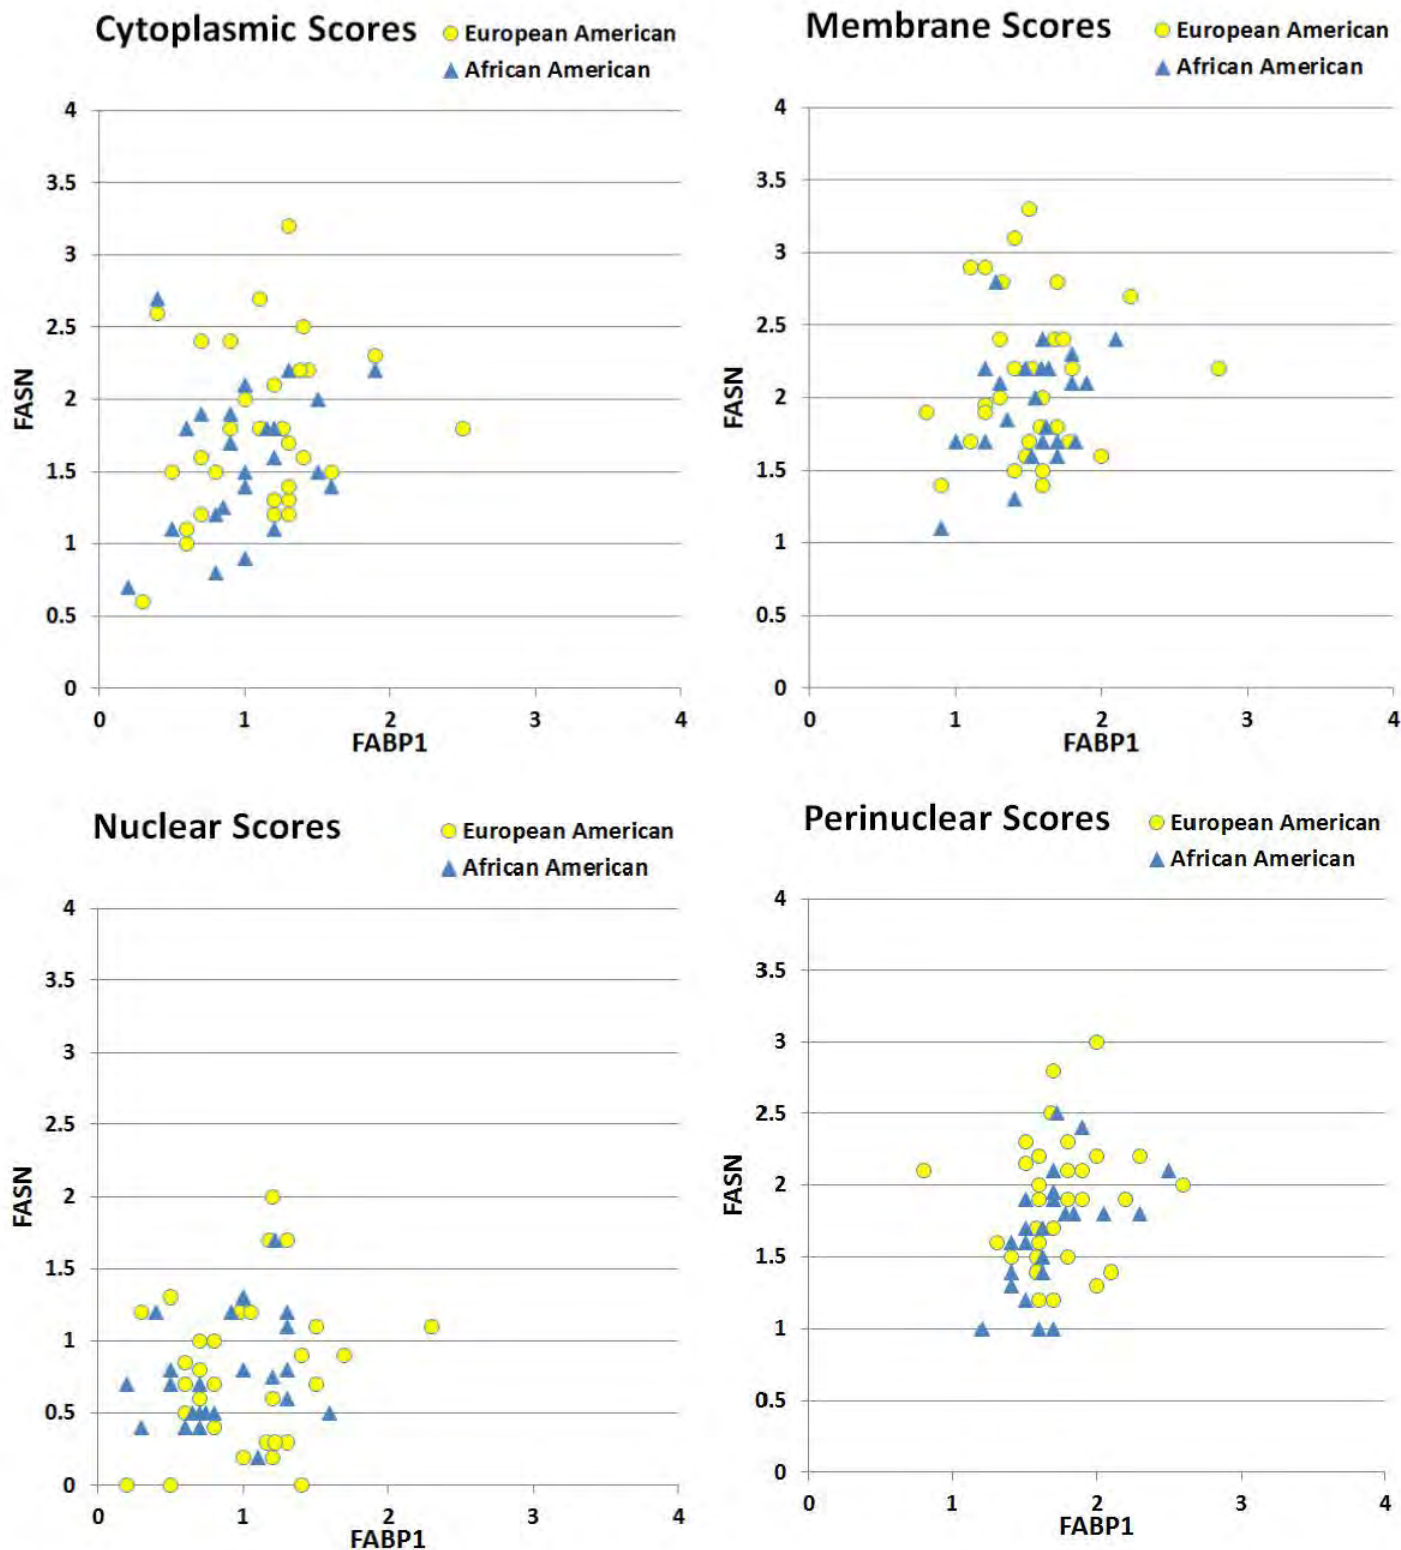 Cytoplasmic Scores
European American
African American
4
3.5
3
2.5
2
1.5
1
0.5
0
FASN
0 1 2 3 4
FABP1
Membrane Scores
European American
African American
4
3.5
3
2.5
2
1.5
1
0.5
0
FASN
0 1 2 3 4
FABP1
Nuclear Scores
European American
African American
4
3.5
3
2.5
2
1.5
1
0.5
0
FASN
0 1 2 3 4
FABP1
Perinuclear Scores
European American
African American
4
3.5
3
2.5
2
1.5
1
0.5
0
FASN
0 1 2 3 4
FABP1